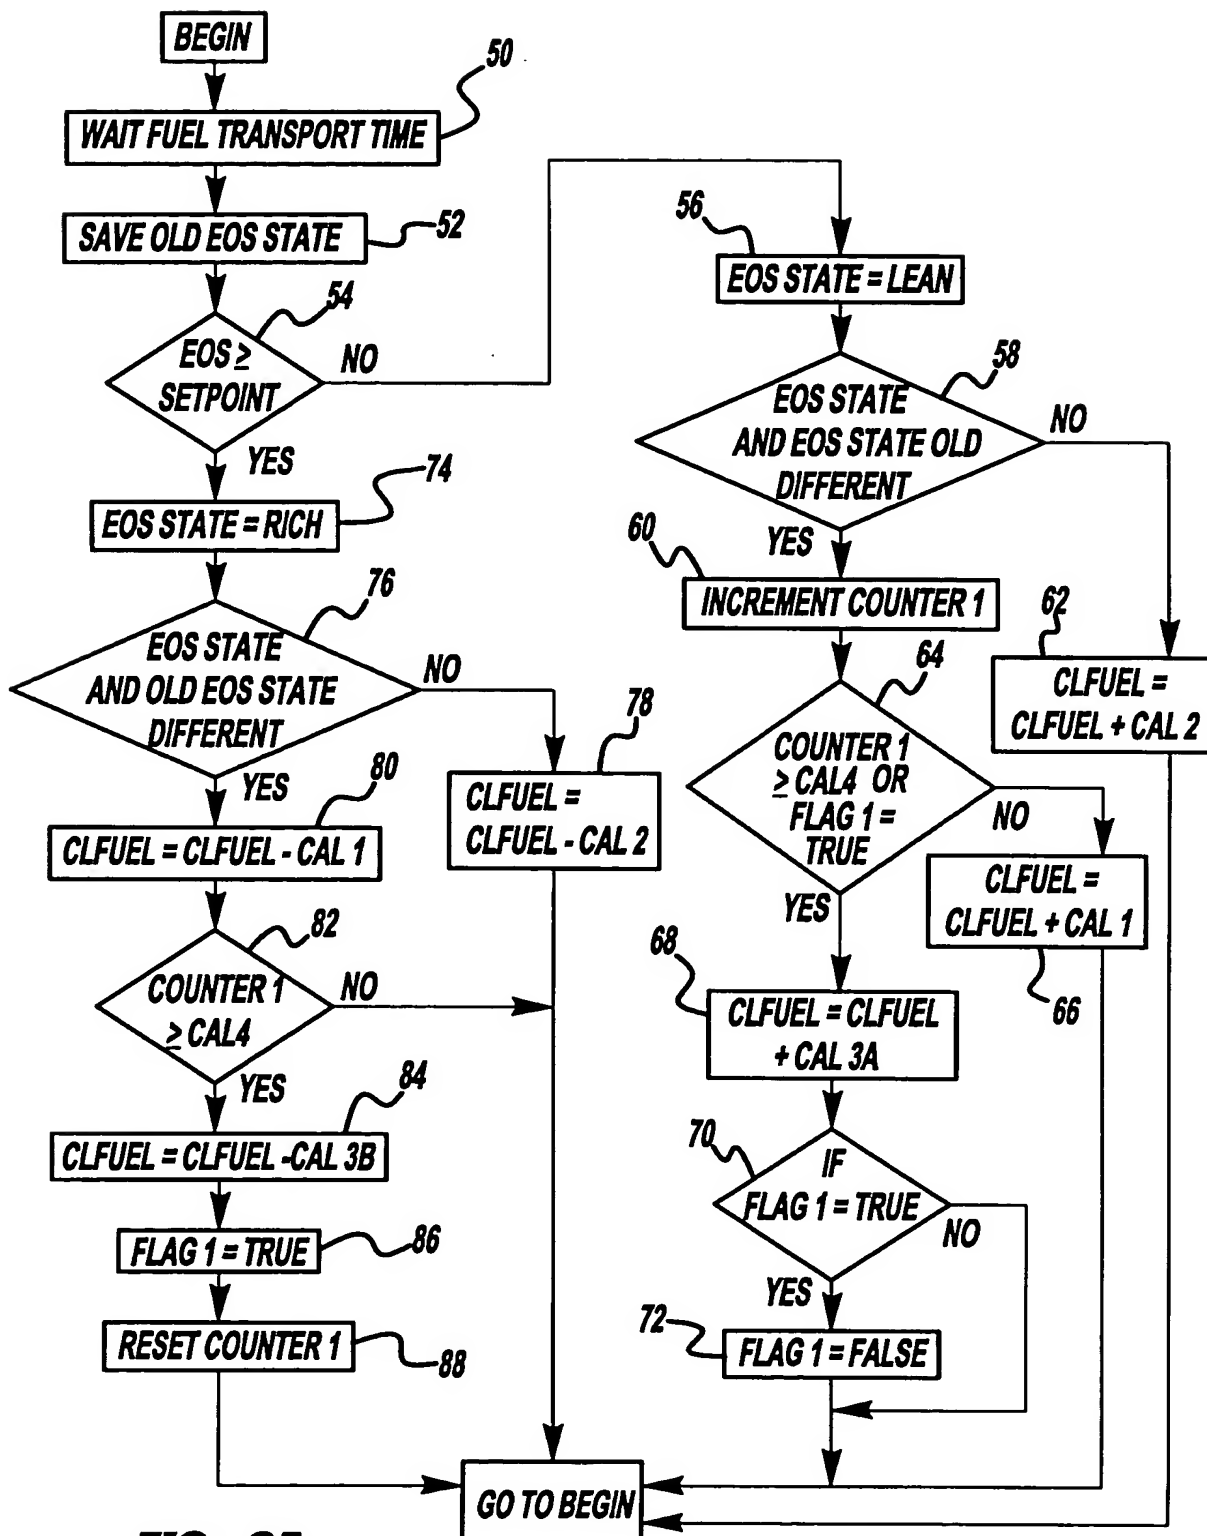 BEGIN
50
WAIT FUEL TRANSPORT TIME
SAVE OLD EOS STATE
52
54
EOS ≥
SETPOINT
NO
YES
74
EOS STATE = RICH
76
EOS STATE
AND OLD EOS STATE
DIFFERENT
NO
YES
78
CLFUEL =
CLFUEL - CAL 2
80
CLFUEL = CLFUEL - CAL 1
82
COUNTER 1
≥ CAL4
NO
YES
84
CLFUEL = CLFUEL -CAL 3B
FLAG 1 = TRUE
86
RESET COUNTER 1
88
56
EOS STATE = LEAN
58
EOS STATE
AND EOS STATE OLD
DIFFERENT
NO
YES
60
INCREMENT COUNTER 1
62
CLFUEL =
CLFUEL + CAL 2
64
COUNTER 1
≥ CAL4 OR
FLAG 1 =
TRUE
NO
YES
CLFUEL =
CLFUEL + CAL 1
66
68
CLFUEL = CLFUEL
+ CAL 3A
70
IF
FLAG 1 = TRUE
NO
YES
72
FLAG 1 = FALSE
GO TO BEGIN